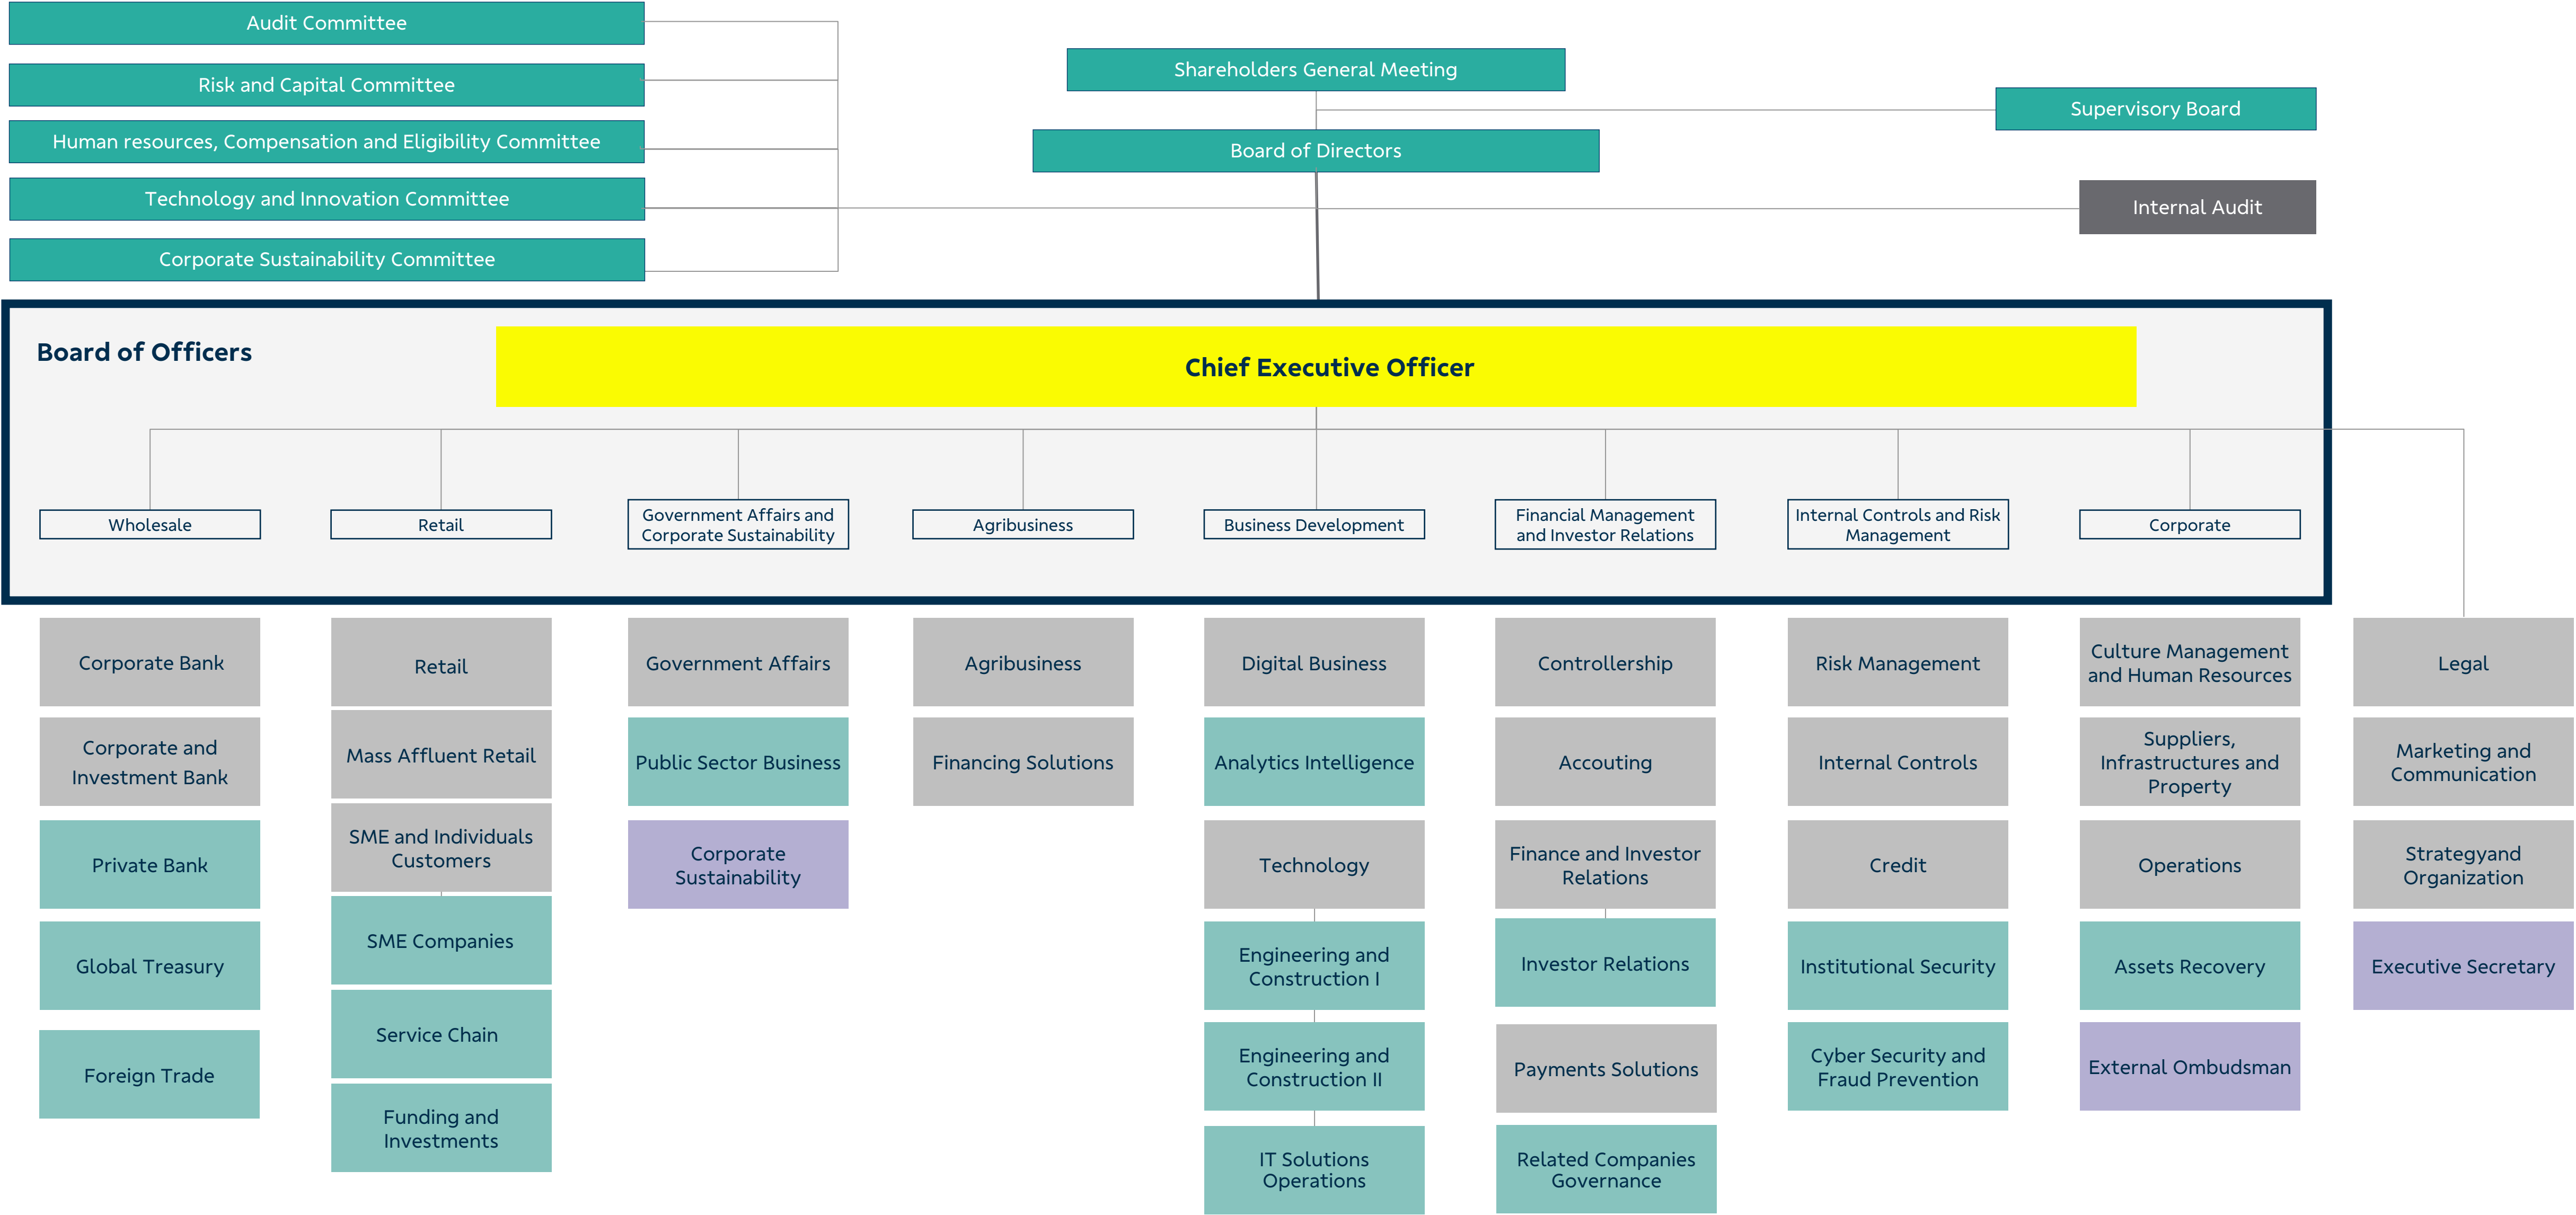 Audit Committee
Risk and Capital Committee
Human resources, Compensation and Eligibility Committee
Technology and Innovation Committee
Corporate Sustainability Committee
Shareholders General Meeting
Supervisory Board
Board of Directors
Internal Audit
Board of Officers
Chief Executive Officer
Wholesale
Retail
Government Affairs and
Corporate Sustainability
Agribusiness
Business Development
Financial Management
and Investor Relations
Internal Controls and Risk
Management
Corporate
Corporate Bank
Corporate and
Investment Bank
Private Bank
Global Treasury
Foreign Trade
Retail
Mass Affluent Retail
SME and Individuals
Customers
SME Companies
Service Chain
Funding and
Investments
Government Affairs
Public Sector Business
Corporate
Sustainability
Agribusiness
Financing Solutions
Digital Business
Analytics Intelligence
Technology
Engineering and
Construction I
Engineering and
Construction II
IT Solutions
Operations
Controllership
Accouting
Finance and Investor
Relations
Investor Relations
Payments Solutions
Related Companies
Governance
Risk Management
Internal Controls
Credit
Institutional Security
Cyber Security and
Fraud Prevention
Culture Management
and Human Resources
Suppliers,
Infrastructures and
Property
Operations
Assets Recovery
External Ombudsman
Legal
Marketing and
Communication
Strategyand
Organization
Executive Secretary